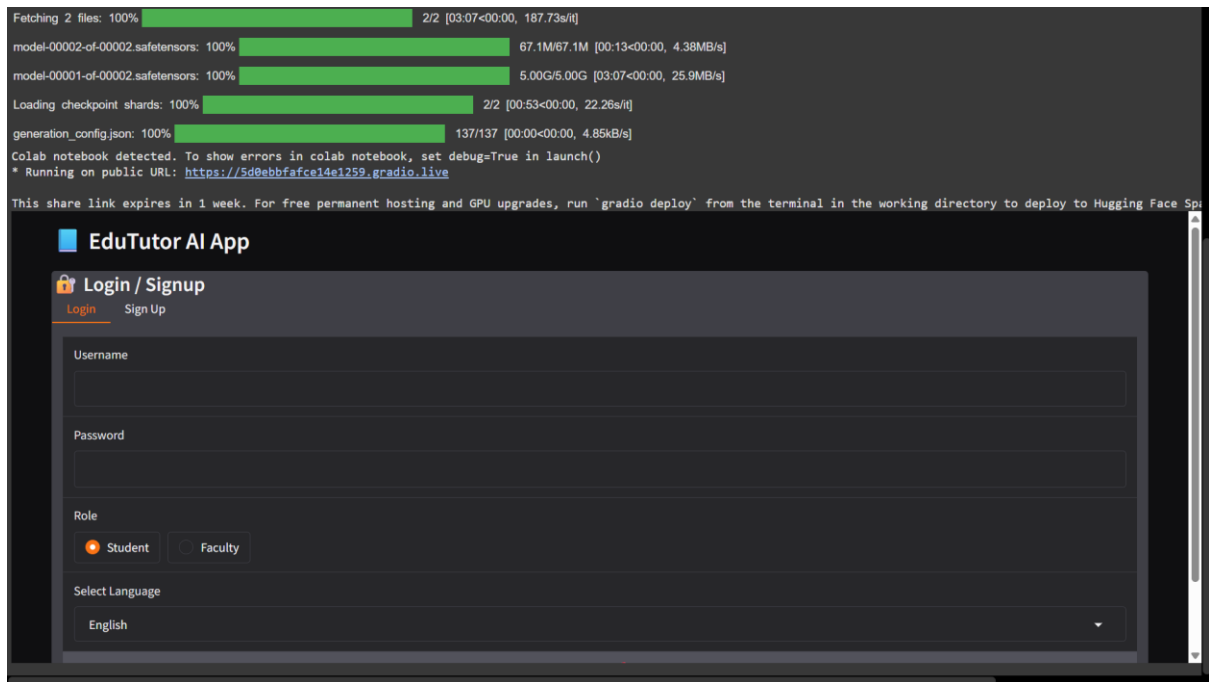 Fetching 2 files: 100% 2/2 [03:07<00:00, 187.73s/it]
model-00002-of-00002.safetensors: 100% 67.1M/67.1M [00:13<00:00, 4.38MB/s]
model-00001-of-00002.safetensors: 100% 5.00G/5.00G [03:07<00:00, 25.9MB/s]
Loading checkpoint shards: 100% 2/2 [00:53<00:00, 22.26s/it]
generation_config.json: 100% 137/137 [00:00<00:00, 4.85kB/s]
Colab notebook detected. To show errors in colab notebook, set debug=True in launch()
* Running on public URL: https://5d0ebbfafce14e1259.gradio.live
This share link expires in 1 week. For free permanent hosting and GPU upgrades, run `gradio deploy` from the terminal in the working directory to deploy to Hugging Face Spa
EduTutor AI App
Login / Signup
Login Sign Up
Username
Password
Role
Student Faculty
Select Language
English